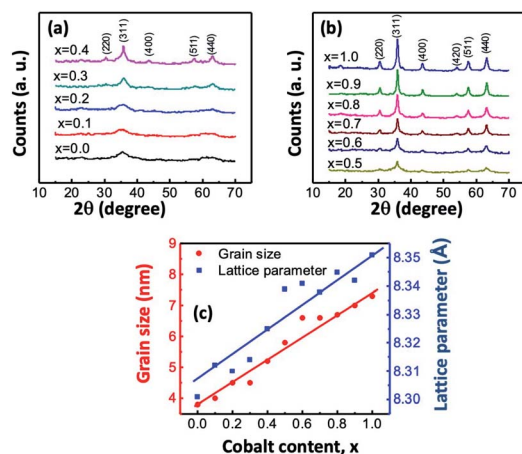 (a)
(220)
(311)
(400)
(511)
(440)
x=0.4
x=0.3
x=0.2
x=0.1
x=0.0
Counts (a. u.)
10 20 30 40 50 60 70
2θ (degree)
(b)
(220)
(311)
(400)
(420)
(511)
(440)
x=1.0
x=0.9
x=0.8
x=0.7
x=0.6
x=0.5
Counts (a. u.)
10 20 30 40 50 60 70
2θ (degree)
Grain size
Lattice parameter
(c)
9
8
7
6
5
4
Grain size (nm)
8.35
8.34
8.33
8.32
8.31
8.30
Lattice parameter (Å)
0.0 0.2 0.4 0.6 0.8 1.0
Cobalt content, x